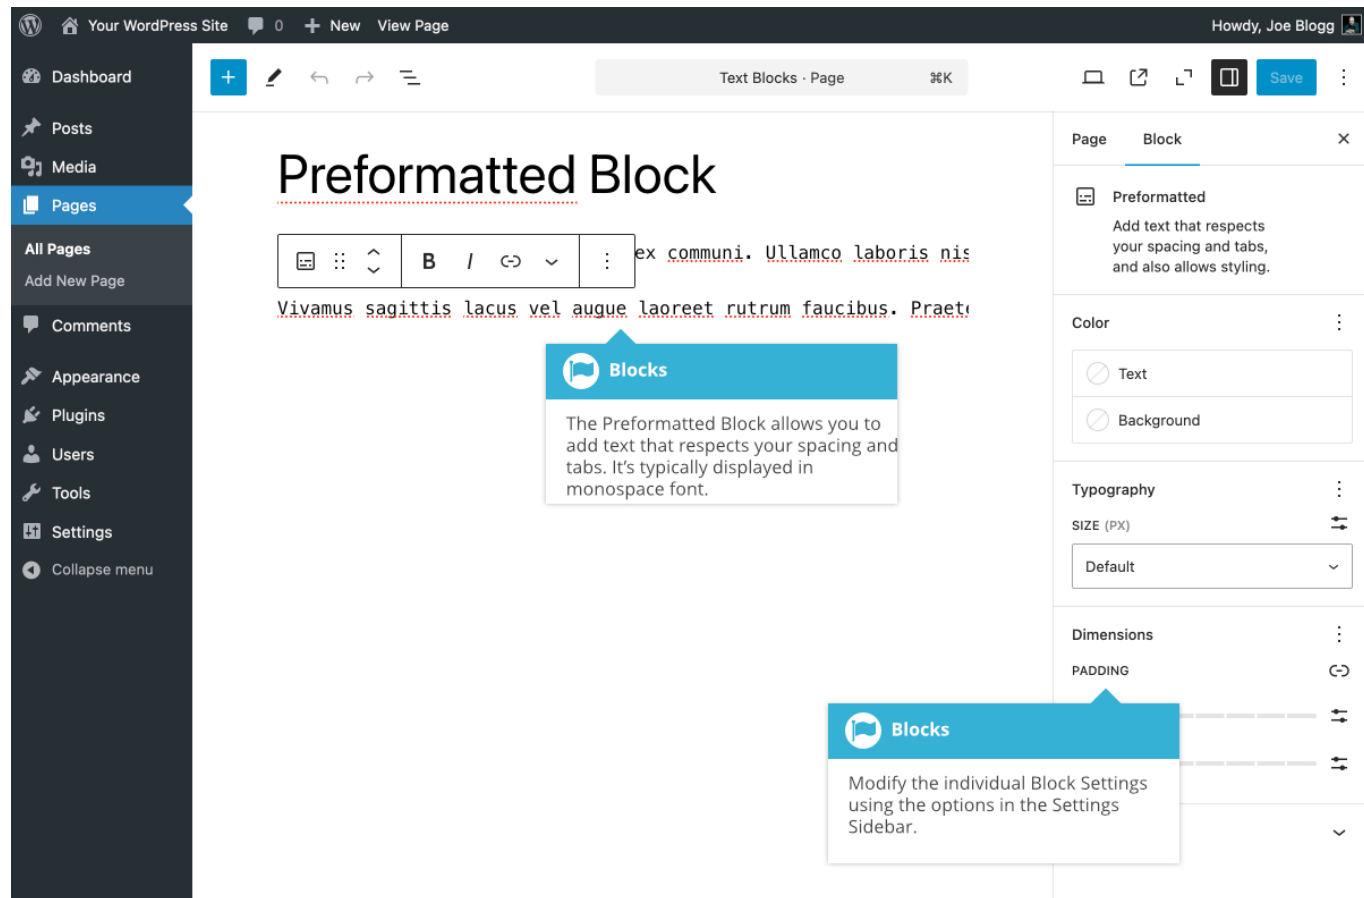 Your WordPress Site 0 New View Page Howdy, Joe Blogg
Dashboard
Posts
Media
Pages
All Pages
Add New Page
Comments
Appearance
Plugins
Users
Tools
Settings
Collapse menu
Text Blocks · Page ⌘K
Save
Preformatted Block
B I
ex communi. Ullamco laboris nis
Vivamus sagittis lacus vel augue laoreet rutrum faucibus. Praet
Blocks
The Preformatted Block allows you to
add text that respects your spacing and
tabs. It's typically displayed in
monospace font.
Page Block
Preformatted
Add text that respects
your spacing and tabs,
and also allows styling.
Color
Text
Background
Typography
SIZE (PX)
Default
Dimensions
PADDING
Blocks
Modify the individual Block Settings
using the options in the Settings
Sidebar.